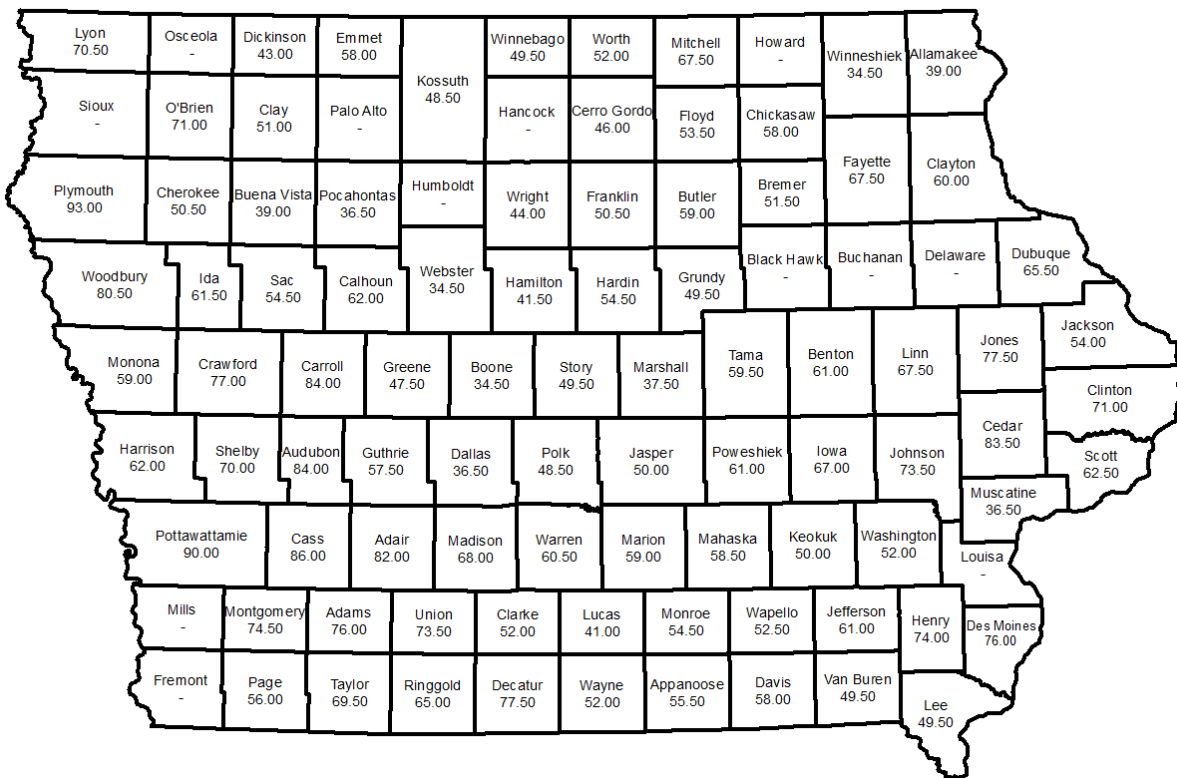 Lyon
70.50
Osceola
-
Dickinson
43.00
Emmet
58.00
Kossuth
48.50
Winnebago
49.50
Worth
52.00
Mitchell
67.50
Howard
-
Winneshiek
34.50
Allamakee
39.00
Sioux
-
O'Brien
71.00
Clay
51.00
Palo Alto
-
Hancock
-
Cerro Gordo
46.00
Floyd
53.50
Chickasaw
58.00
Fayette
67.50
Clayton
60.00
Plymouth
93.00
Cherokee
50.50
Buena Vista
39.00
Pocahontas
36.50
Humboldt
-
Wright
44.00
Franklin
50.50
Butler
59.00
Bremer
51.50
Woodbury
80.50
Ida
61.50
Sac
54.50
Calhoun
62.00
Webster
34.50
Hamilton
41.50
Hardin
54.50
Grundy
49.50
Black Hawk
-
Buchanan
-
Delaware
-
Dubuque
65.50
Monona
59.00
Crawford
77.00
Carroll
84.00
Greene
47.50
Boone
34.50
Story
49.50
Marshall
37.50
Tama
59.50
Benton
61.00
Linn
67.50
Jones
77.50
Jackson
54.00
Clinton
71.00
Harrison
62.00
Shelby
70.00
Audubon
84.00
Guthrie
57.50
Dallas
36.50
Polk
48.50
Jasper
50.00
Poweshiek
61.00
Iowa
67.00
Johnson
73.50
Cedar
83.50
Scott
62.50
Muscatine
36.50
Pottawattamie
90.00
Cass
86.00
Adair
82.00
Madison
68.00
Warren
60.50
Marion
59.00
Mahaska
58.50
Keokuk
50.00
Washington
52.00
Louisa
-
Mills
-
Montgomery
74.50
Adams
76.00
Union
73.50
Clarke
52.00
Lucas
41.00
Monroe
54.50
Wapello
52.50
Jefferson
61.00
Henry
74.00
Des Moines
76.00
Fremont
-
Page
56.00
Taylor
69.50
Ringgold
65.00
Decatur
77.50
Wayne
52.00
Appanoose
55.50
Davis
58.00
Van Buren
49.50
Lee
49.50